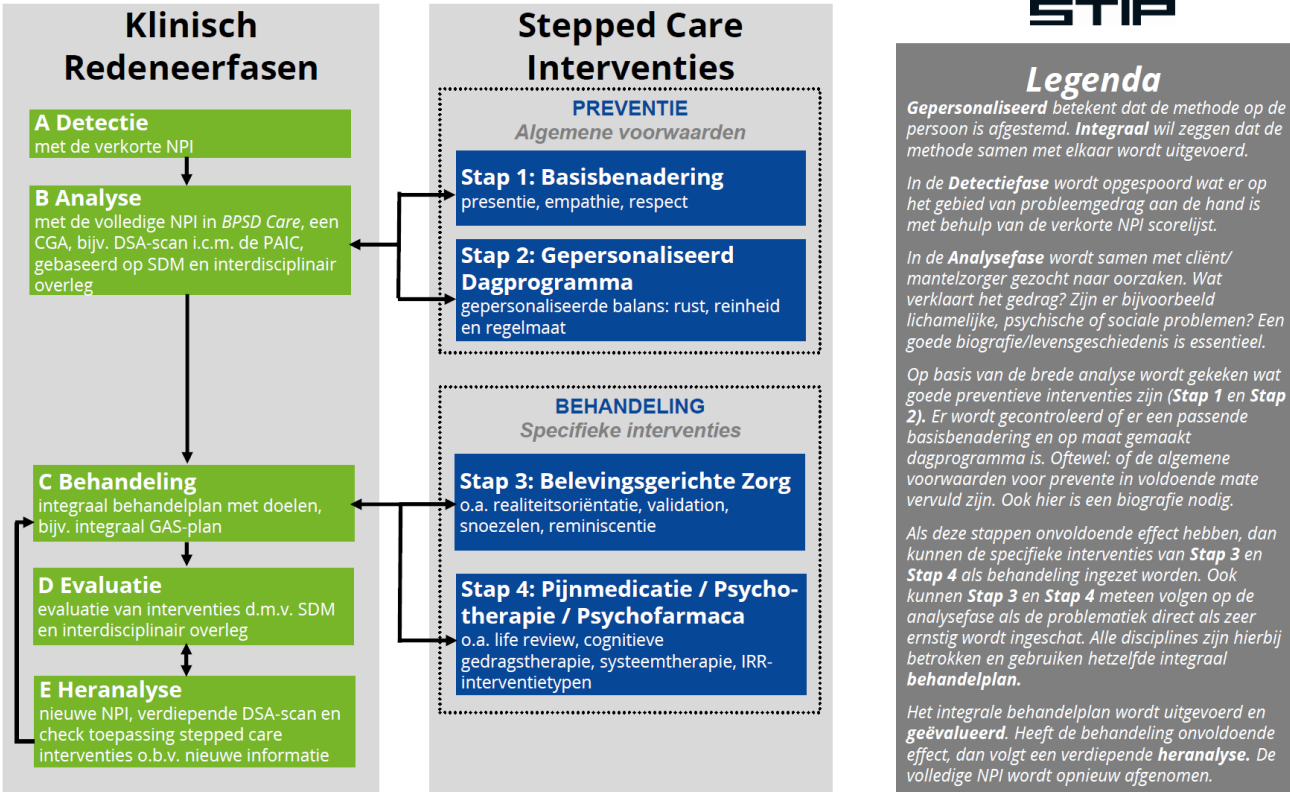 Klinisch
Redeneerfasen
A Detectie
met de verkorte NPI
B Analyse
met de volledige NPI in BPSD Care, een
CGA, bijv. DSA-scan i.c.m. de PAIC,
gebaseerd op SDM en interdisciplinair
overleg
C Behandeling
integraal behandelplan met doelen,
bijv. integraal GAS-plan
D Evaluatie
evaluatie van interventies d.m.v. SDM
en interdisciplinair overleg
E Heranalyse
nieuwe NPI, verdiepende DSA-scan en
check toepassing stepped care
interventies o.b.v. nieuwe informatie
Stepped Care
Interventies
PREVENTIE
Algemene voorwaarden
Stap 1: Basisbenadering
presentie, empathie, respect
Stap 2: Gepersonaliseerd
Dagprogramma
gepersonaliseerde balans: rust, reinheid
en regelmaat
BEHANDELING
Specifieke interventies
Stap 3: Belevingsgerichte Zorg
o.a. realiteitsoriëntatie, validation,
snoezelen, reminiscentie
Stap 4: Pijnmedicatie / Psycho-
therapie / Psychofarmaca
o.a. life review, cognitieve
gedragstherapie, systeemtherapie, IRR-
interventietypen
STIP
Legenda
Gepersonaliseerd betekent dat de methode op de
persoon is afgestemd. Integraal wil zeggen dat de
methode samen met elkaar wordt uitgevoerd.
In de Detectiefase wordt opgespoord wat er op
het gebied van probleemgedrag aan de hand is
met behulp van de verkorte NPI scorelijst.
In de Analysefase wordt samen met cliënt/
mantelzorger gezocht naar oorzaken. Wat
verklaart het gedrag? Zijn er bijvoorbeeld
lichamelijke, psychische of sociale problemen? Een
goede biografie/levensgeschiedenis is essentieel.
Op basis van de brede analyse wordt gekeken wat
goede preventieve interventies zijn (Stap 1 en Stap
2). Er wordt gecontroleerd of er een passende
basisbenadering en op maat gemaakt
dagprogramma is. Oftewel: of de algemene
voorwaarden voor prevente in voldoende mate
vervuld zijn. Ook hier is een biografie nodig.
Als deze stappen onvoldoende effect hebben, dan
kunnen de specifieke interventies van Stap 3 en
Stap 4 als behandeling ingezet worden. Ook
kunnen Stap 3 en Stap 4 meteen volgen op de
analysefase als de problematiek direct als zeer
ernstig wordt ingeschat. Alle disciplines zijn hierbij
betrokken en gebruiken hetzelfde integraal
behandelplan.
Het integrale behandelplan wordt uitgevoerd en
geëvalueerd. Heeft de behandeling onvoldoende
effect, dan volgt een verdiepende heranalyse. De
volledige NPI wordt opnieuw afgenomen.